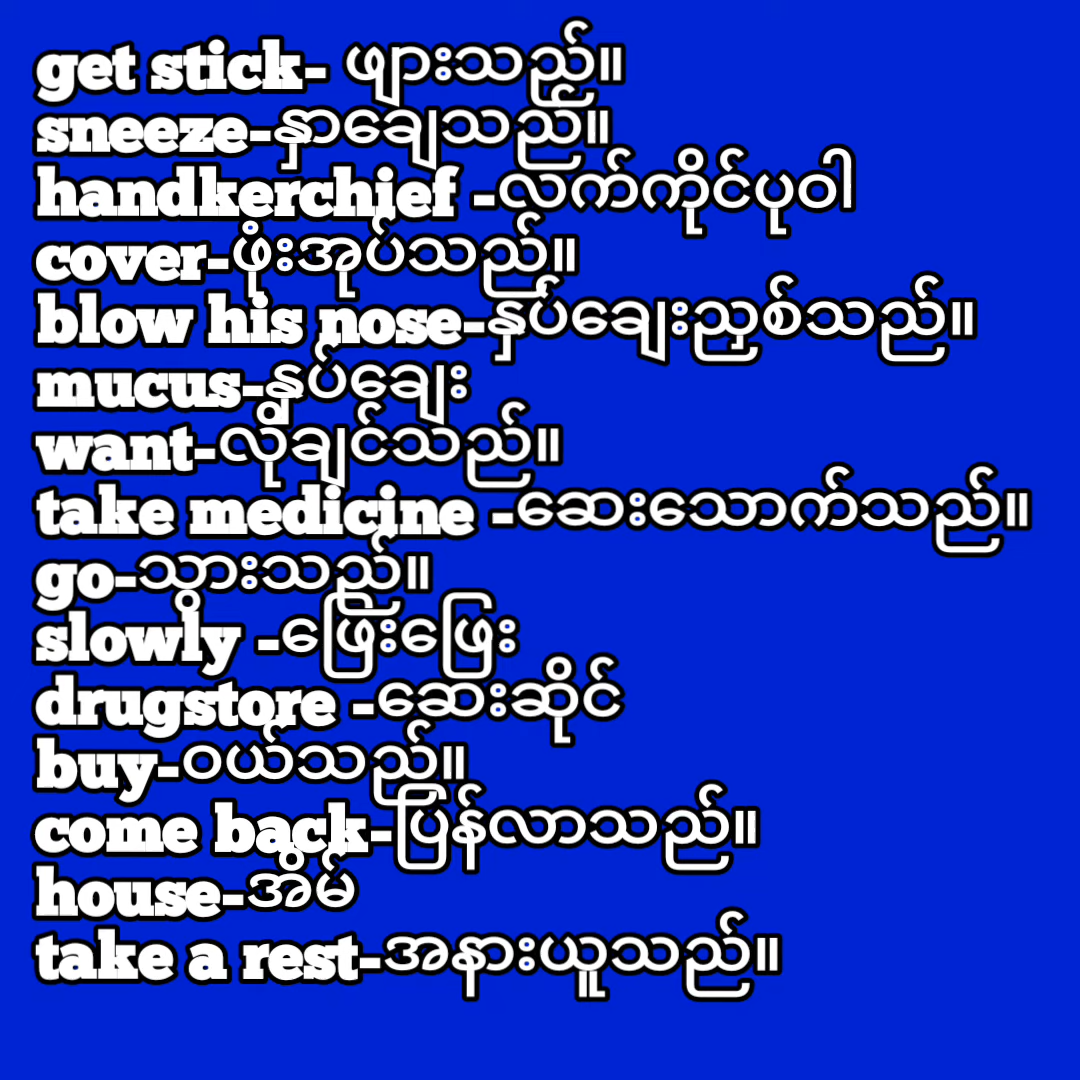 get stick- ဖျားသည်။
sneeze-နှာချေသည်။
handkerchief -လက်ကိုင်ပုဝါ
cover-ဖုံးအုပ်သည်။
blow his nose-နှပ်ချေးညှစ်သည်။
mucus-နှပ်ချေး
want-လိုချင်သည်။
take medicine -ဆေးသောက်သည်။
go-သွားသည်။
slowly -ဖြေးဖြေး
drugstore -ဆေးဆိုင်
buy-ဝယ်သည်။
come back-ပြန်လာသည်။
house-အိမ်
take a rest-အနားယူသည်။